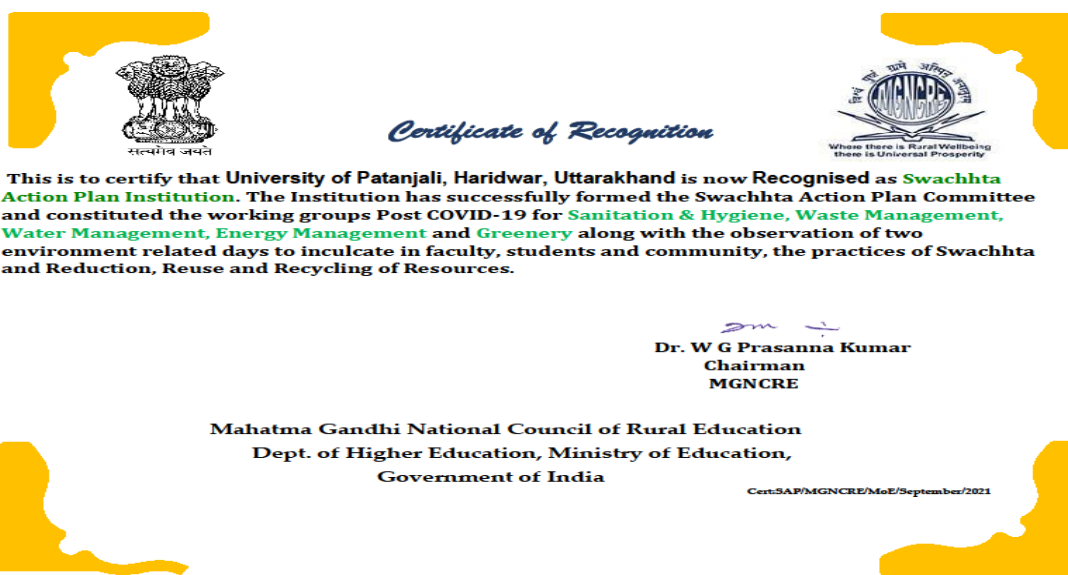 सत्यमेव जयते
Certificate of Recognition
विश्वं पुष्टं ग्रामे अस्मिन् अनातुरम्
MGNCRE
Where there is Rural Wellbeing
there is Universal Prosperity
This is to certify that University of Patanjali, Haridwar, Uttarakhand is now Recognised as Swachhta
Action Plan Institution. The Institution has successfully formed the Swachhta Action Plan Committee
and constituted the working groups Post COVID-19 for Sanitation & Hygiene, Waste Management,
Water Management, Energy Management and Greenery along with the observation of two
environment related days to inculcate in faculty, students and community, the practices of Swachhta
and Reduction, Reuse and Recycling of Resources.
Dr. W G Prasanna Kumar
Chairman
MGNCRE
Mahatma Gandhi National Council of Rural Education
Dept. of Higher Education, Ministry of Education,
Government of India
Cert:SAP/MGNCRE/MoE/September/2021